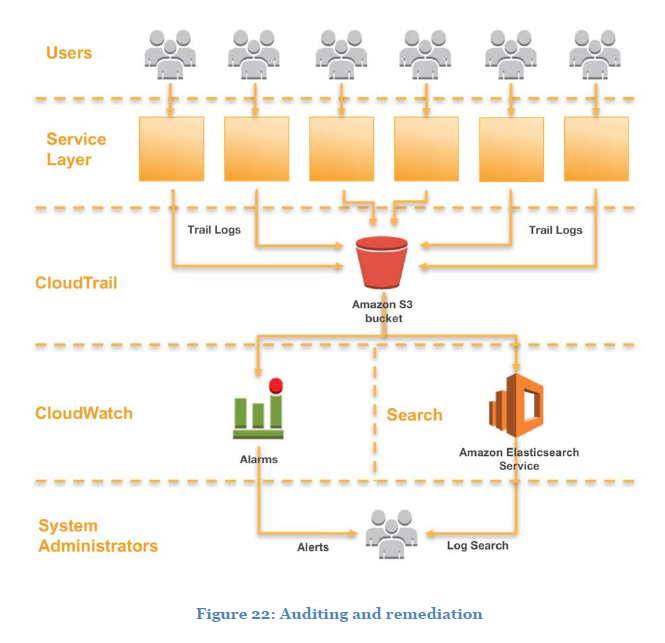 Users
Service
Layer
Trail Logs
Trail Logs
CloudTrail
Amazon S3
bucket
CloudWatch
Search
Alarms
Amazon Elasticsearch
Service
System
Administrators
Alerts
Log Search
Figure 22: Auditing and remediation